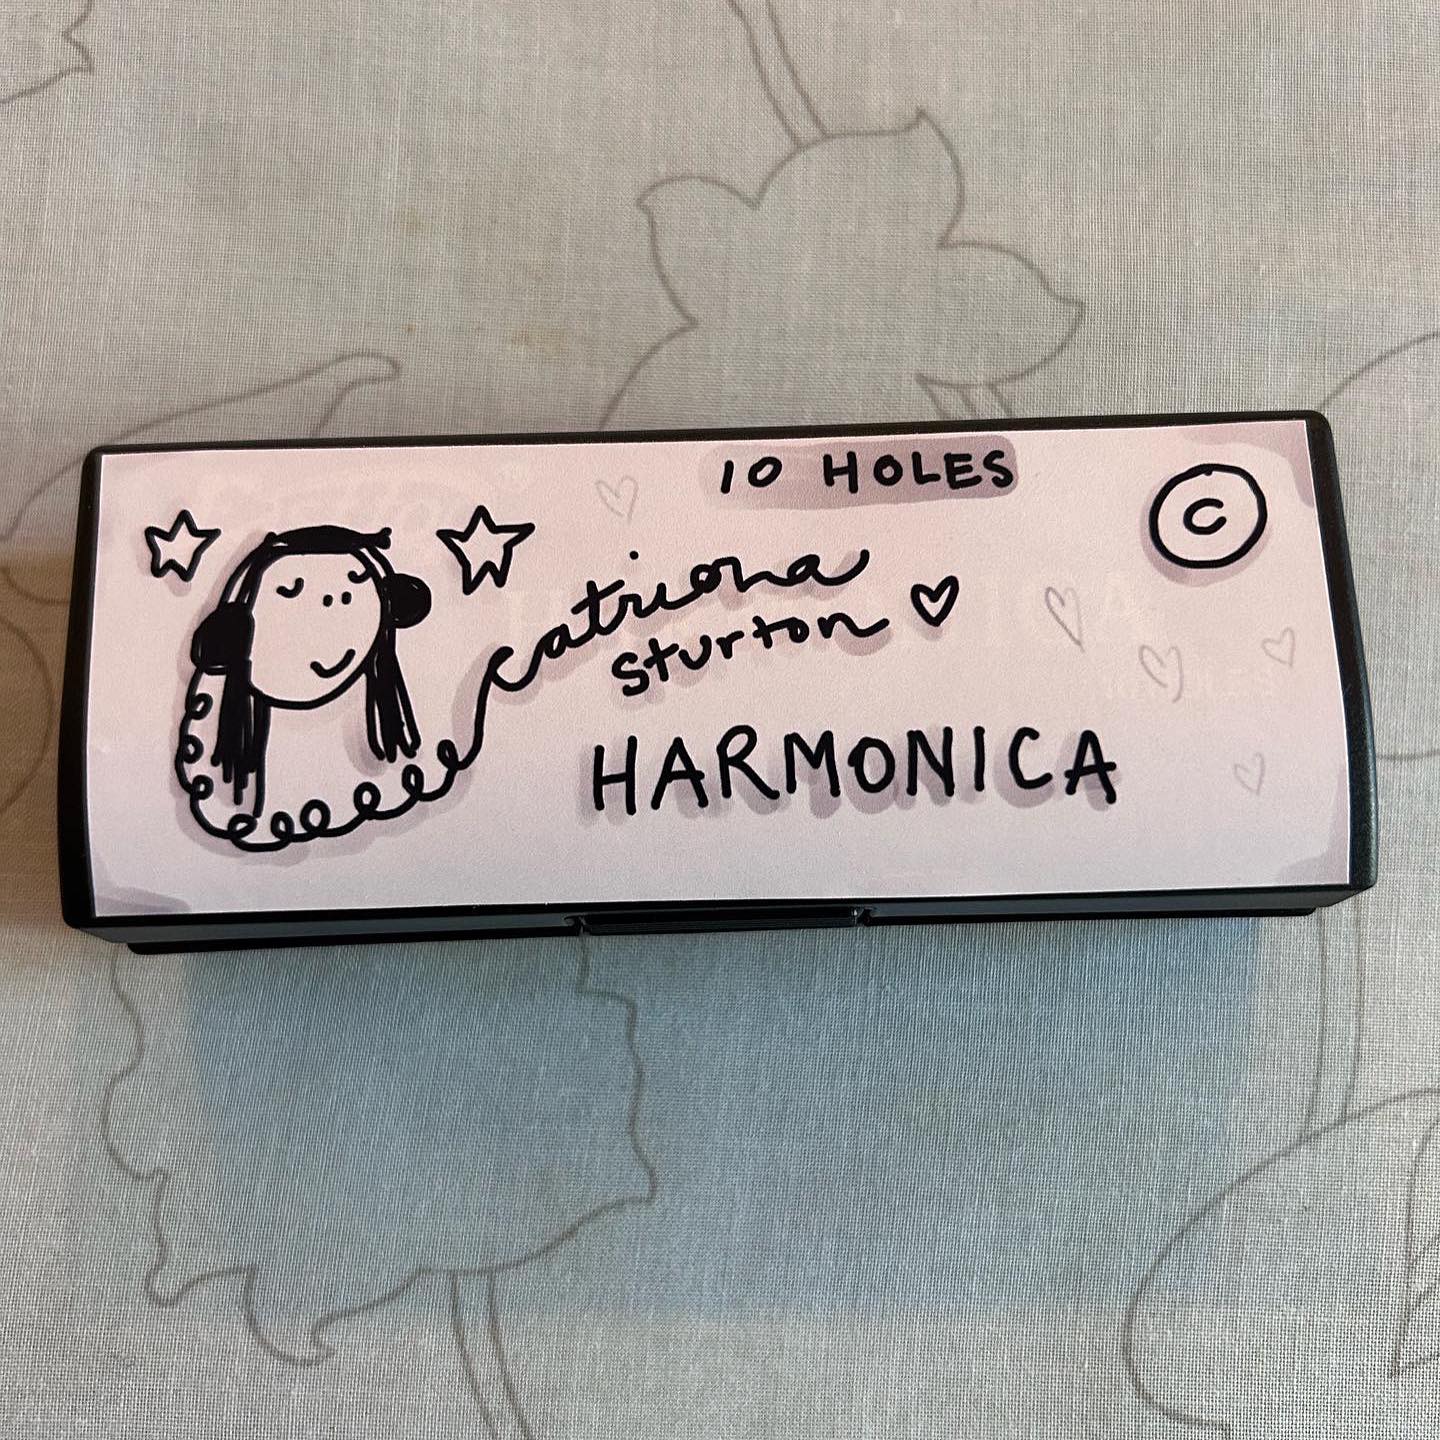 10 HOLES
C
catriona
sturton
HARMONICA